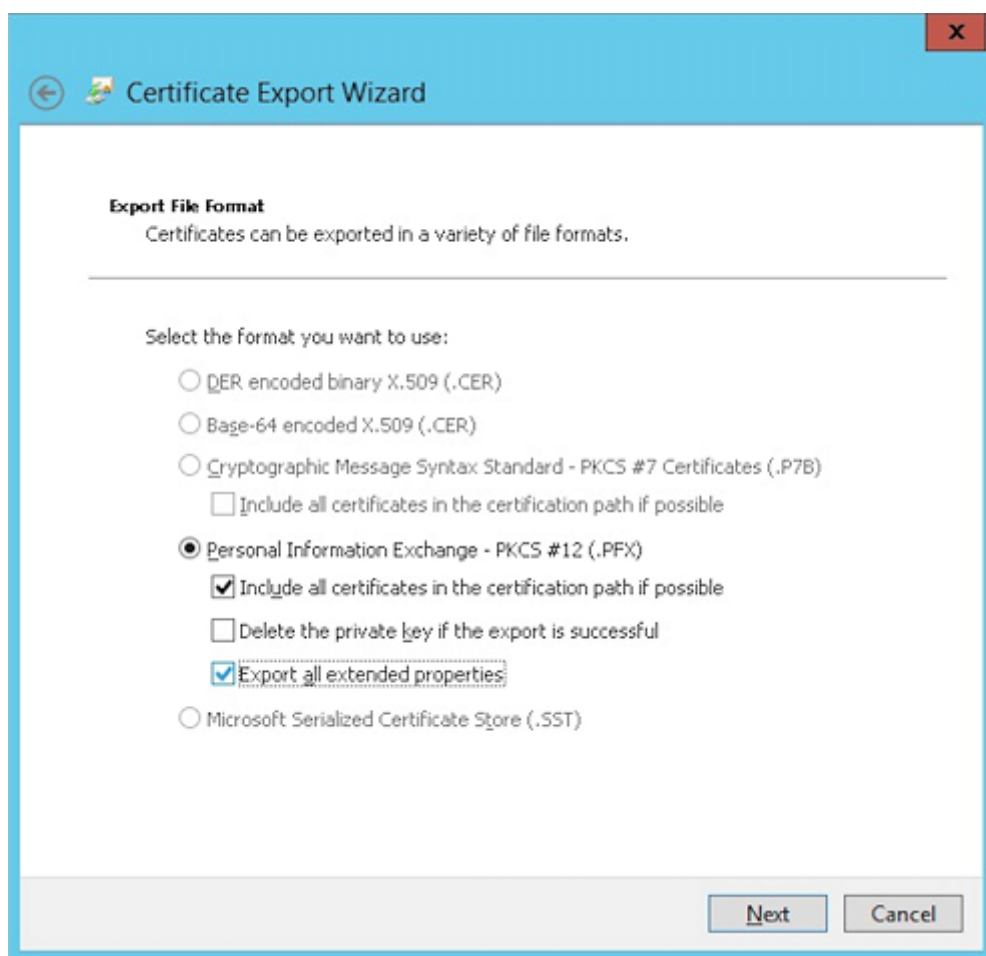 x
Certificate Export Wizard
Export File Format
Certificates can be exported in a variety of file formats.
Select the format you want to use:
DER encoded binary X.509 (.CER)
Base-64 encoded X.509 (.CER)
Cryptographic Message Syntax Standard - PKCS #7 Certificates (.P7B)
Include all certificates in the certification path if possible
Personal Information Exchange - PKCS #12 (.PFX)
Include all certificates in the certification path if possible
Delete the private key if the export is successful
Export all extended properties
Microsoft Serialized Certificate Store (.SST)
Next Cancel